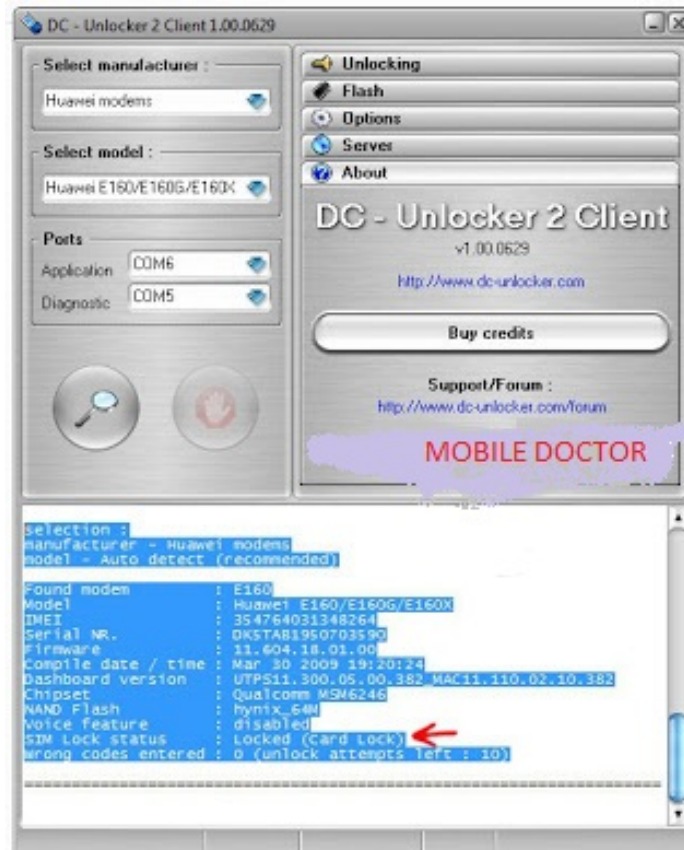 DC - Unlocker 2 Client 1.00.0629
Select manufacturer :
Huawei modems
Select model :
Huawei E160/E160G/E160X
Ports
Application COM6
Diagnostic COM5
Unlocking
Flash
Options
Server
About
DC - Unlocker 2 Client
v1.00.0629
http://www.dc-unlocker.com
Buy credits
Support/Forum :
http://www.dc-unlocker.com/forum
MOBILE DOCTOR
selection :
manufacturer - Huawei modems
model - Auto detect (recommended)
Found modem : E160
Model : Huawei E160/E160G/E160X
IMEI : 354764031348264
Serial NR. : DK5TAB1950703590
Firmware : 11.604.18.01.00
Compile date / time : Mar 30 2009 19:20:24
Dashboard version : UTPS11.300.05.00.382_MAC11.110.02.10.382
Chipset : Qualcomm MSM6246
NAND Flash : hynix_64M
Voice feature : disabled
SIM Lock status : Locked (Card Lock)
Wrong codes entered : 0 (unlock attempts left : 10)